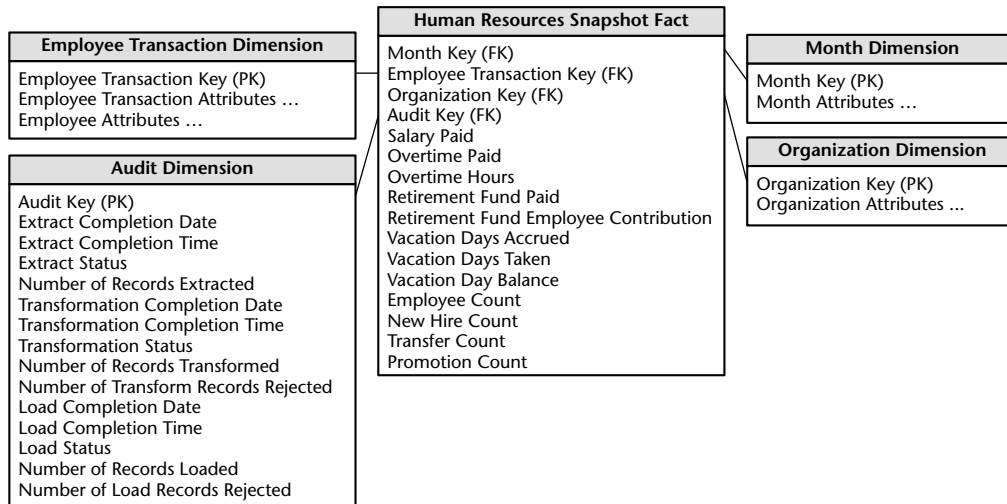 Employee Transaction Dimension
Employee Transaction Key (PK)
Employee Transaction Attributes …
Employee Attributes …
Audit Dimension
Audit Key (PK)
Extract Completion Date
Extract Completion Time
Extract Status
Number of Records Extracted
Transformation Completion Date
Transformation Completion Time
Transformation Status
Number of Records Transformed
Number of Transform Records Rejected
Load Completion Date
Load Completion Time
Load Status
Number of Records Loaded
Number of Load Records Rejected
Human Resources Snapshot Fact
Month Key (FK)
Employee Transaction Key (FK)
Organization Key (FK)
Audit Key (FK)
Salary Paid
Overtime Paid
Overtime Hours
Retirement Fund Paid
Retirement Fund Employee Contribution
Vacation Days Accrued
Vacation Days Taken
Vacation Day Balance
Employee Count
New Hire Count
Transfer Count
Promotion Count
Month Dimension
Month Key (PK)
Month Attributes …
Organization Dimension
Organization Key (PK)
Organization Attributes ...